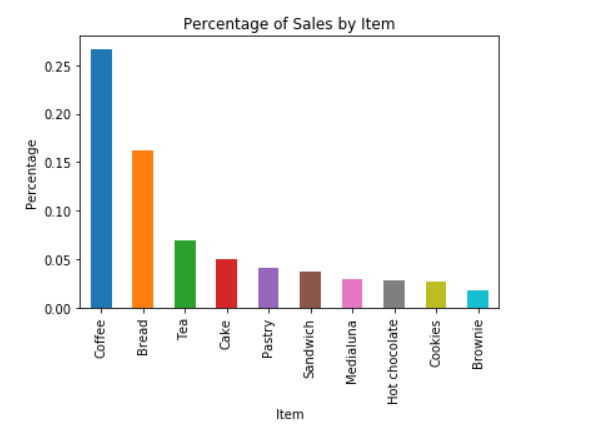 Percentage of Sales by Item
Percentage
0.25
0.20
0.15
0.10
0.05
0.00
Coffee
Bread
Tea
Cake
Pastry
Sandwich
Medialuna
Hot chocolate
Cookies
Brownie
Item